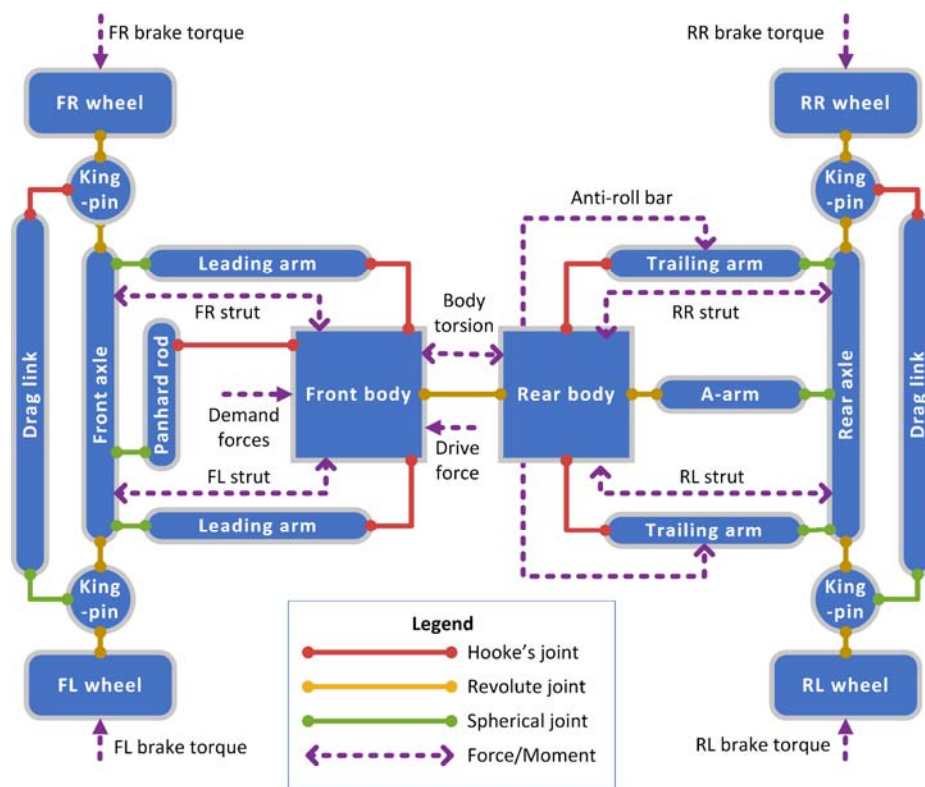 FR brake torque
RR brake torque
FR wheel
RR wheel
King
-pin
King
-pin
Anti-roll bar
Leading arm
Trailing arm
FR strut
Body
torsion
RR strut
Drag link
Front axle
Panhard rod
Front body
Rear body
A-arm
Rear axle
Drag link
Demand
forces
Drive
force
FL strut
RL strut
Leading arm
Trailing arm
King
-pin
King
-pin
Legend
Hooke's joint
Revolute joint
Spherical joint
Force/Moment
FL wheel
RL wheel
FL brake torque
RL brake torque